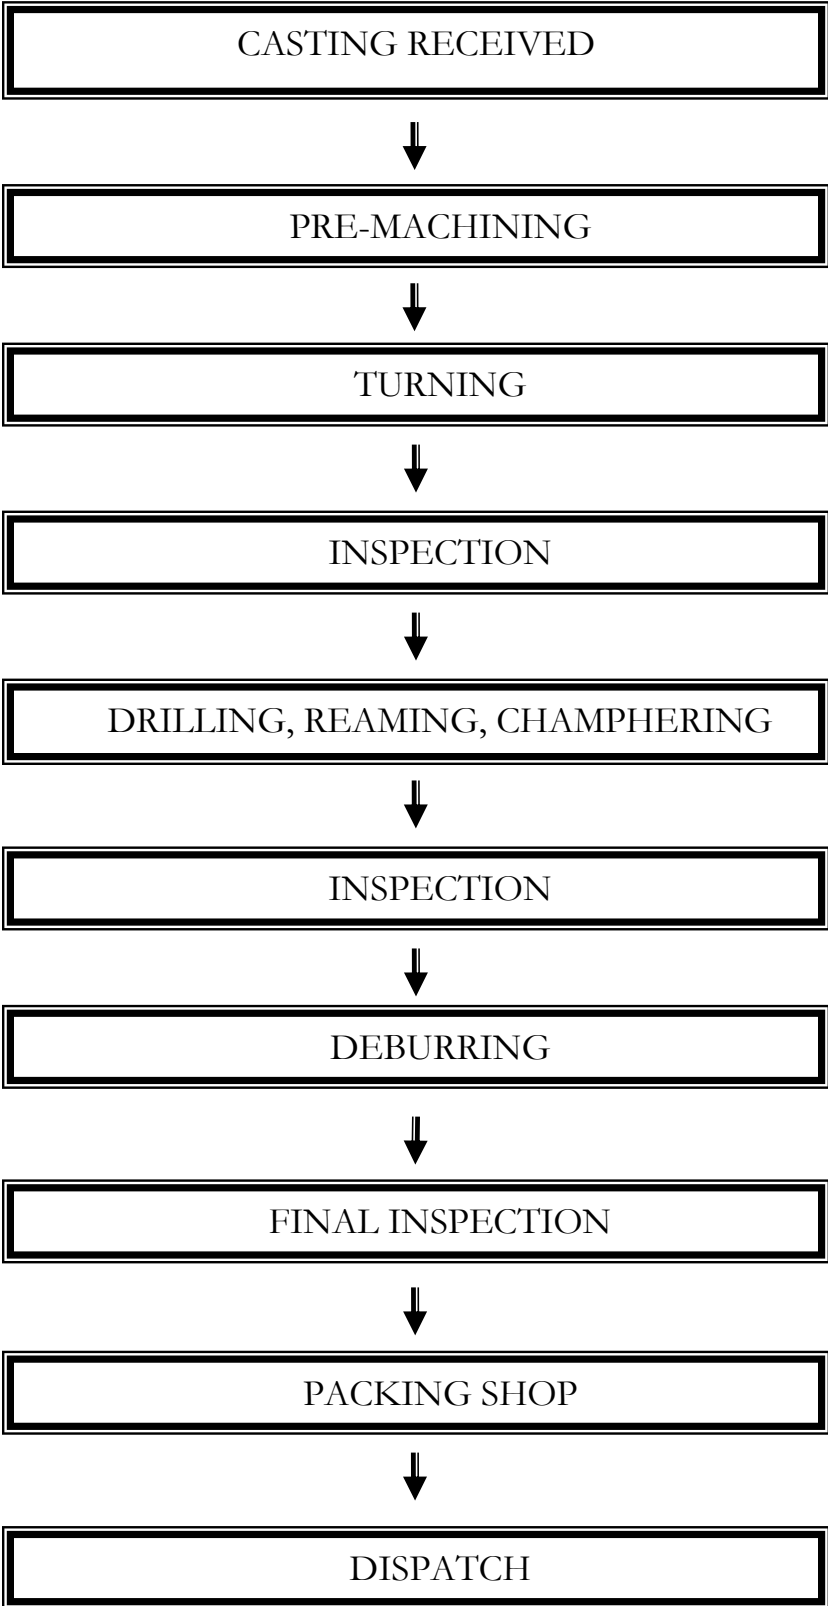 CASTING RECEIVED
PRE-MACHINING
TURNING
INSPECTION
DRILLING, REAMING, CHAMPHERING
INSPECTION
DEBURRING
FINAL INSPECTION
PACKING SHOP
DISPATCH